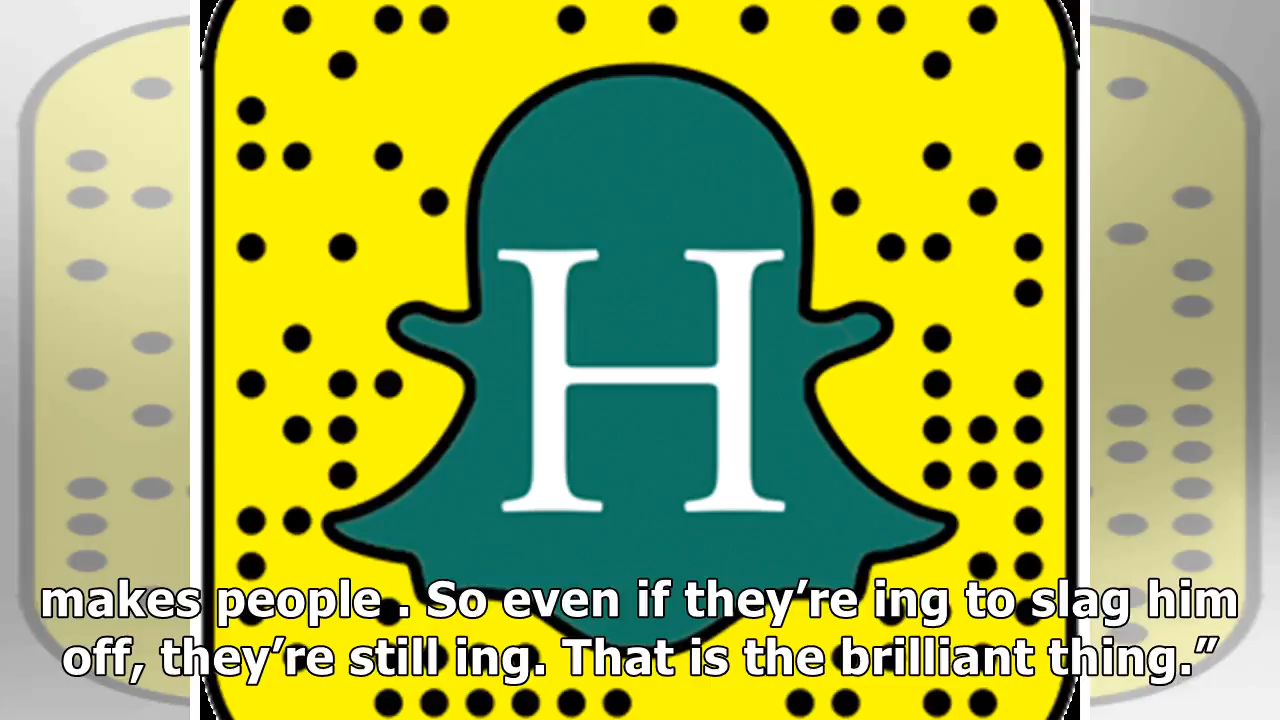 H
makes people . So even if they’re ing to slag him
off, they’re still ing. That is the brilliant thing.”